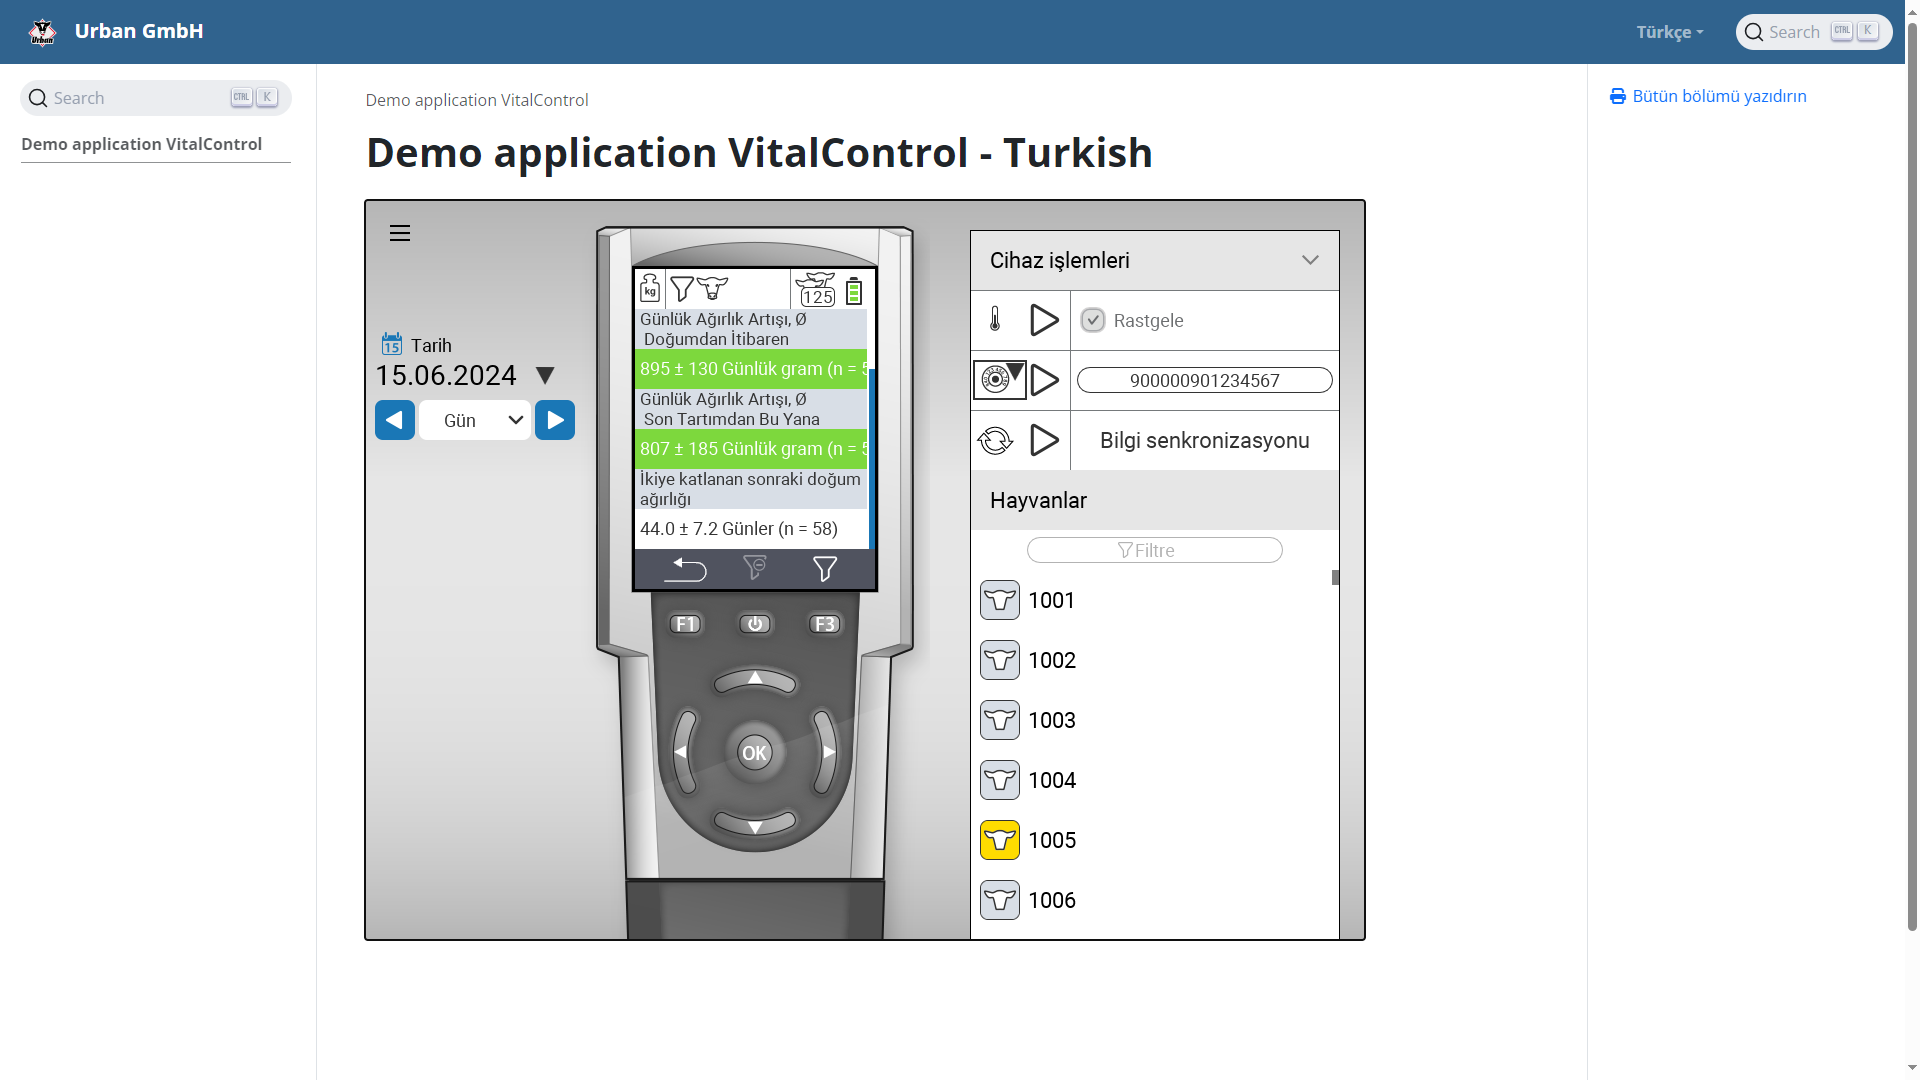 Urban GmbH
Türkçe
Search CTRL K
Search CTRL K
Demo application VitalControl
Demo application VitalControl
Bütün bölümü yazıdırın
Demo application VitalControl - Turkish
15 Tarih
15.06.2024
Gün
kg
125
Günlük Ağırlık Artışı, Ø
Doğumdan İtibaren
895 ± 130 Günlük gram (n = 5
Günlük Ağırlık Artışı, Ø
Son Tartımdan Bu Yana
807 ± 185 Günlük gram (n = 5
İkiye katlanan sonraki doğum
ağırlığı
44.0 ± 7.2 Günler (n = 58)
F1
F3
OK
Cihaz işlemleri
Rastgele
900000901234567
Bilgi senkronizasyonu
Hayvanlar
Filtre
1001
1002
1003
1004
1005
1006